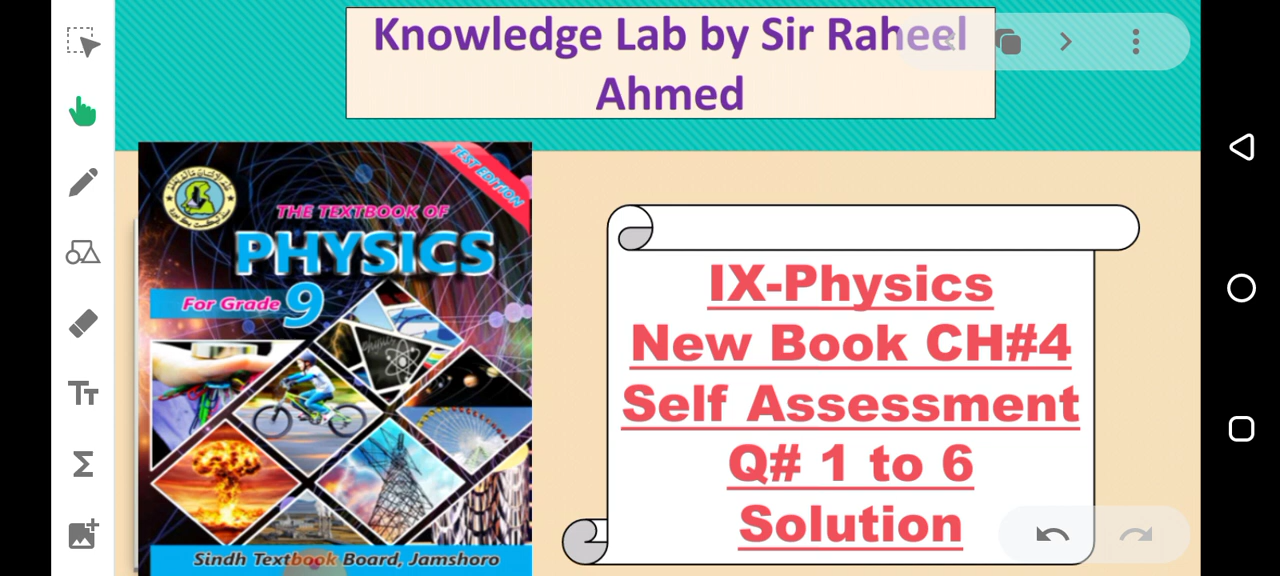 Knowledge Lab by Sir Raheel
Ahmed
TEST EDITION
THE TEXTBOOK OF
PHYSICS
For Grade 9
Sindh Textbook Board, Jamshoro
IX-Physics
New Book CH#4
Self Assessment
Q# 1 to 6
Solution
TT
Σ